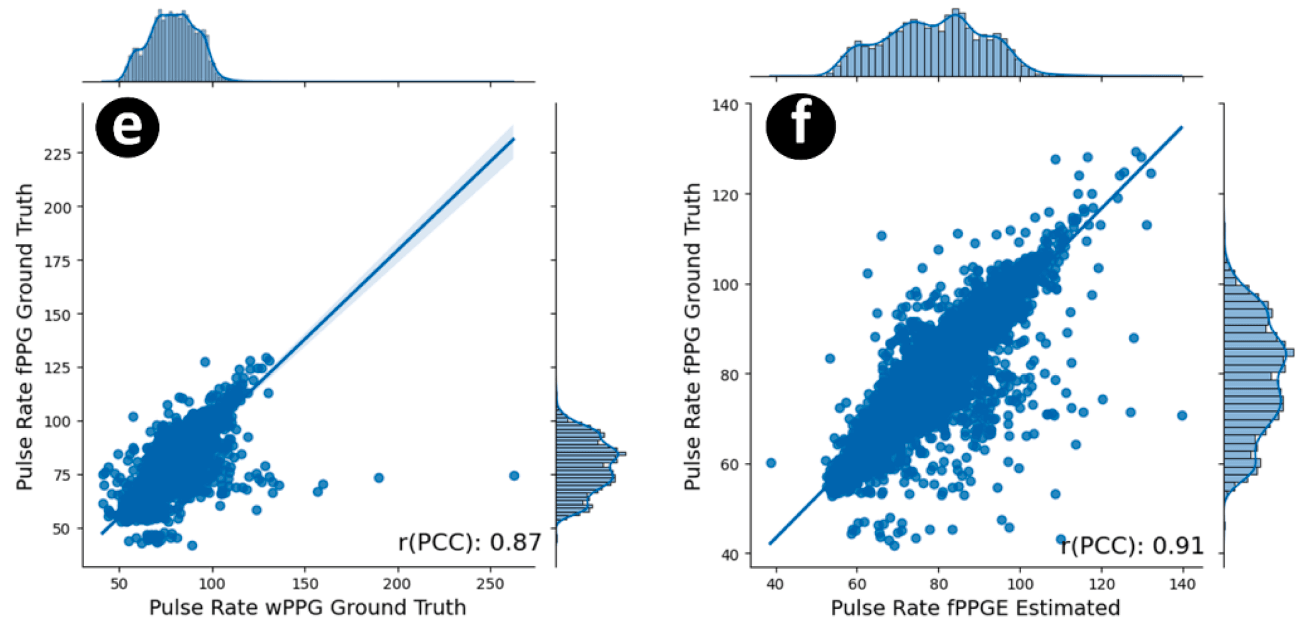 e
225
200
175
150
125
100
75
50
Pulse Rate fPPG Ground Truth
r(PCC): 0.87
50 100 150 200 250
Pulse Rate wPPG Ground Truth
f
140
120
100
80
60
40
Pulse Rate fPPG Ground Truth
r(PCC): 0.91
40 60 80 100 120 140
Pulse Rate fPPGE Estimated